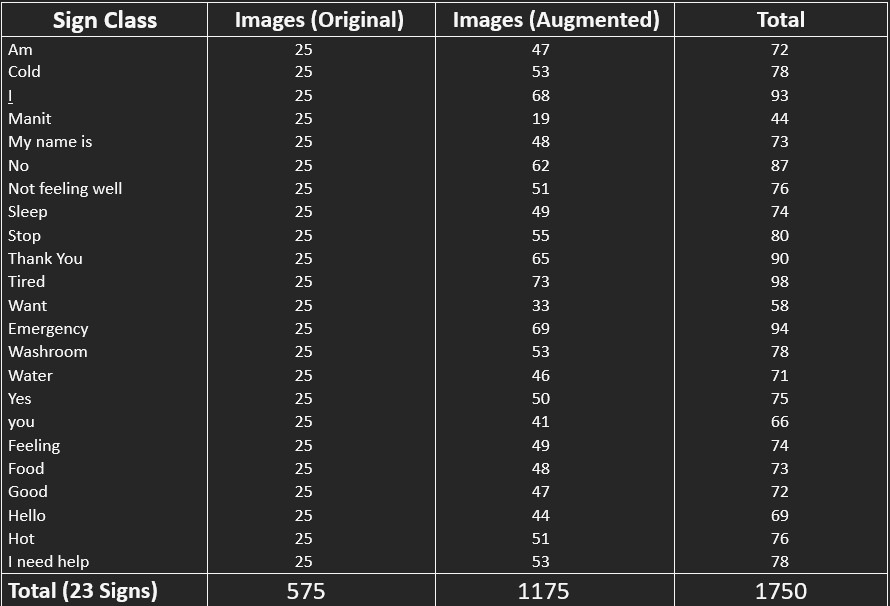 Sign Class Images (Original) Images (Augmented) Total
Am 25 47 72
Cold 25 53 78
I 25 68 93
Manit 25 19 44
My name is 25 48 73
No 25 62 87
Not feeling well 25 51 76
Sleep 25 49 74
Stop 25 55 80
Thank You 25 65 90
Tired 25 73 98
Want 25 33 58
Emergency 25 69 94
Washroom 25 53 78
Water 25 46 71
Yes 25 50 75
you 25 41 66
Feeling 25 49 74
Food 25 48 73
Good 25 47 72
Hello 25 44 69
Hot 25 51 76
I need help 25 53 78
Total (23 Signs) 575 1175 1750